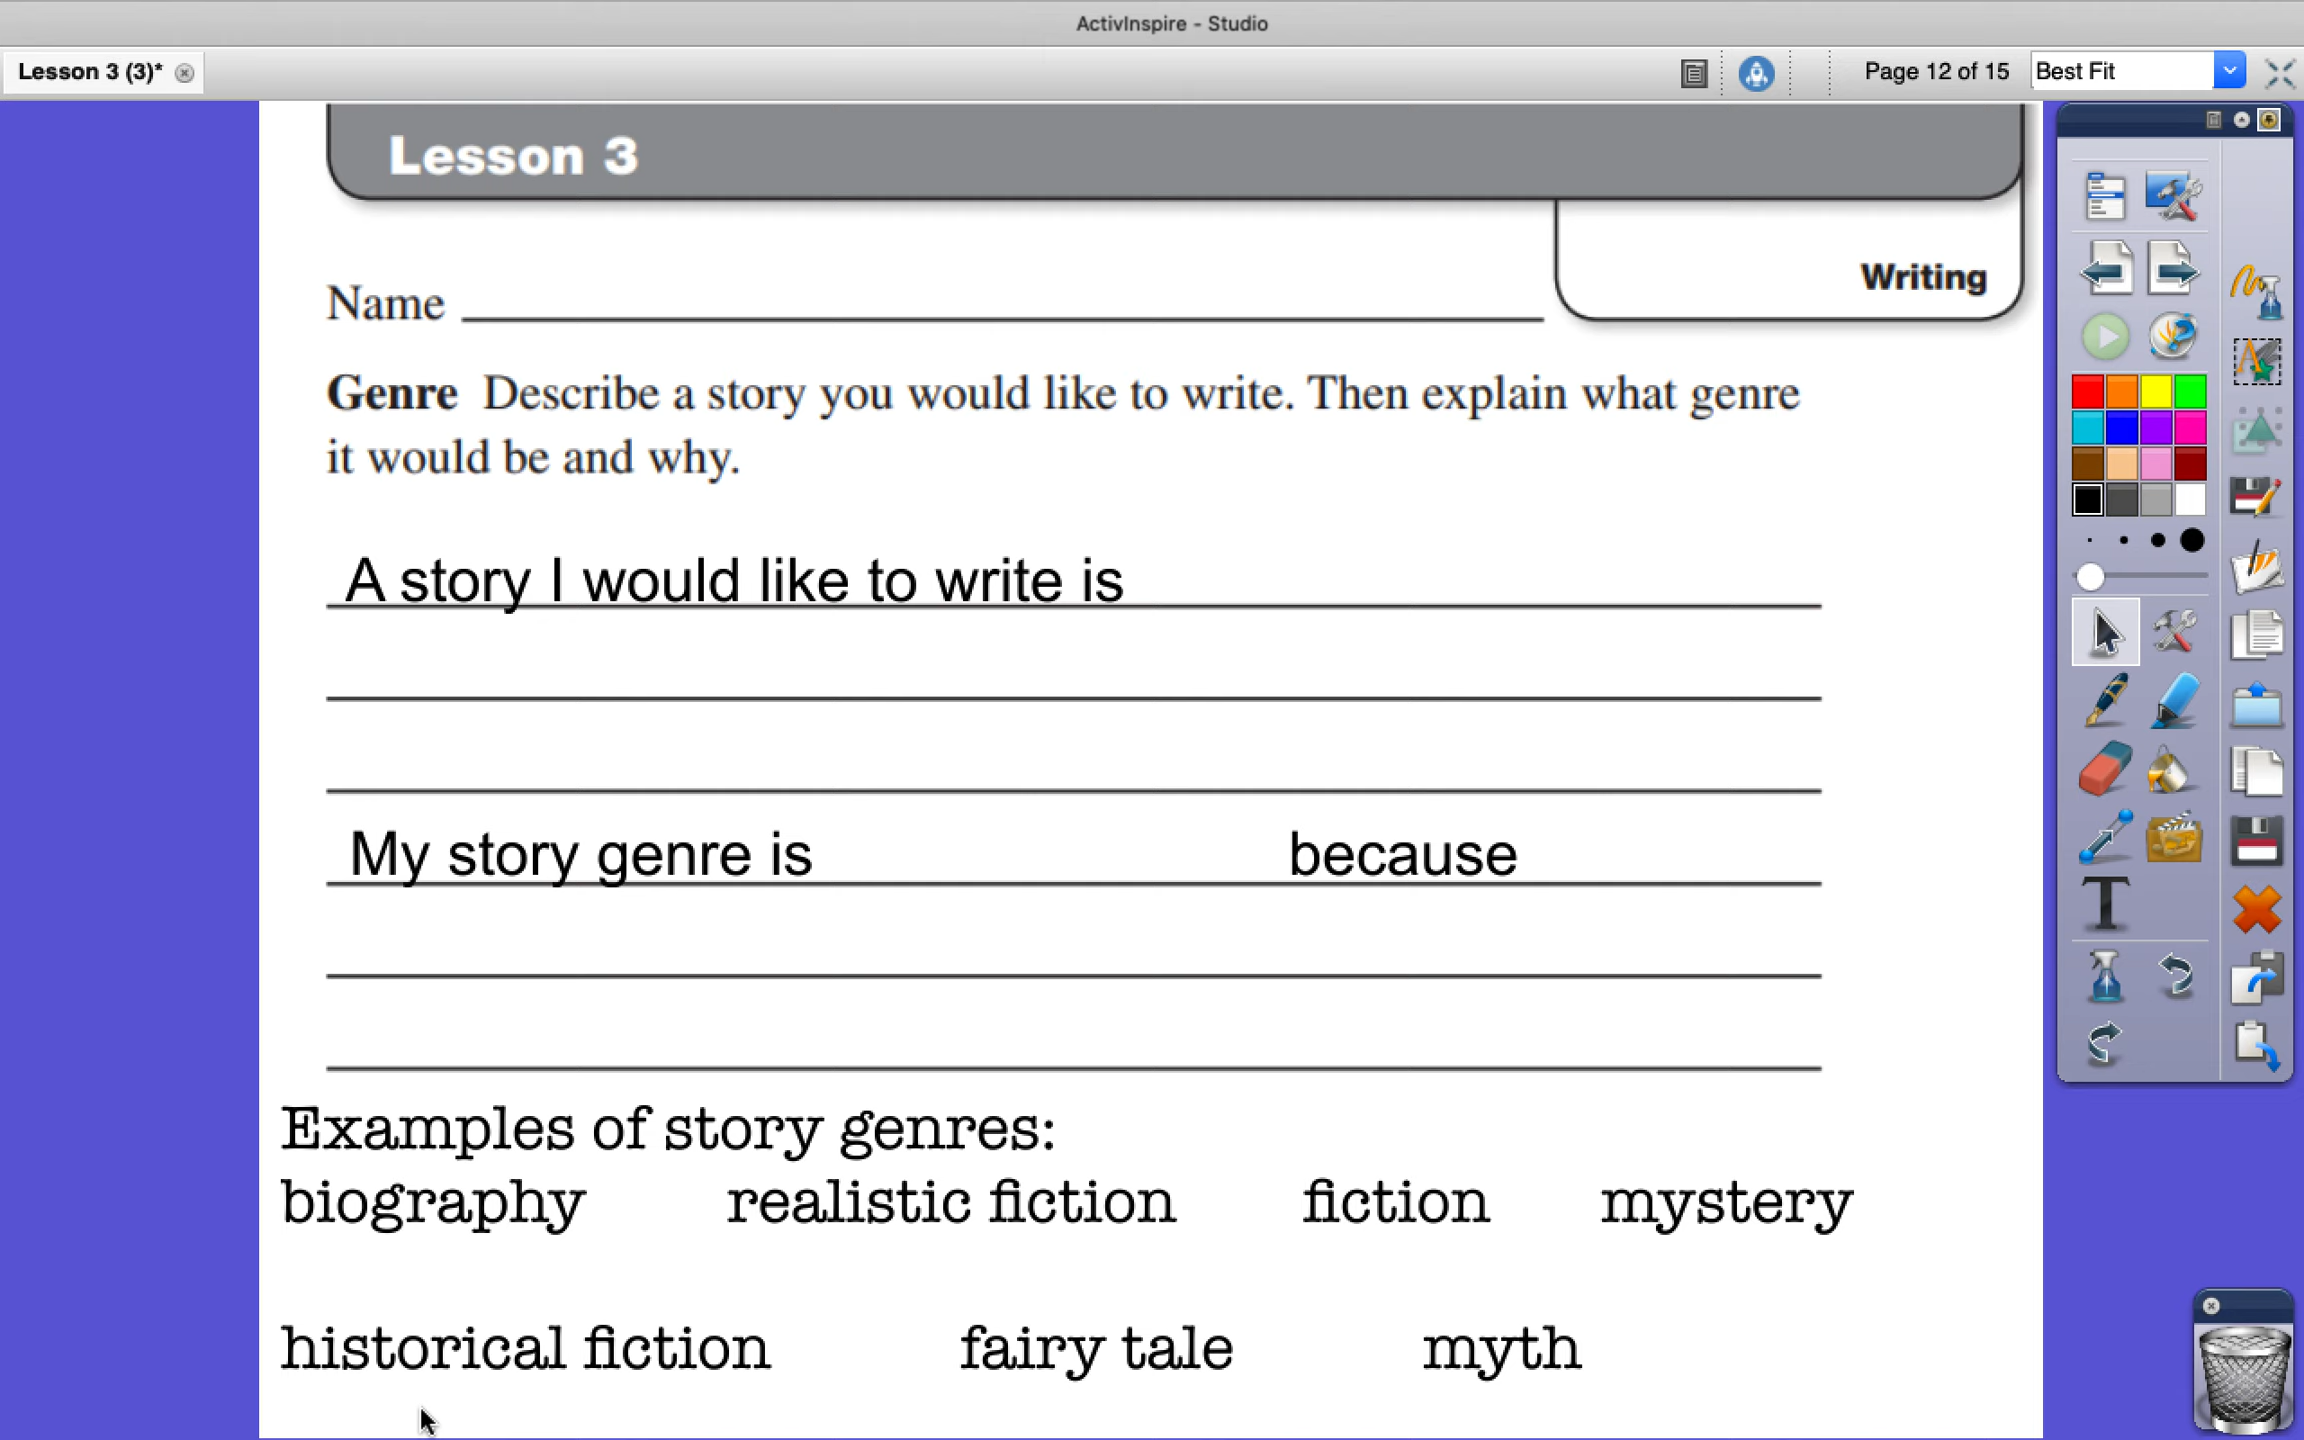 ActivInspire - Studio
Lesson 3 (3)*
Page 12 of 15
Best Fit
Lesson 3
Writing
Name
Genre Describe a story you would like to write. Then explain what genre
it would be and why.
A story I would like to write is
My story genre is because
Examples of story genres:
biography realistic fiction fiction mystery
historical fiction fairy tale myth